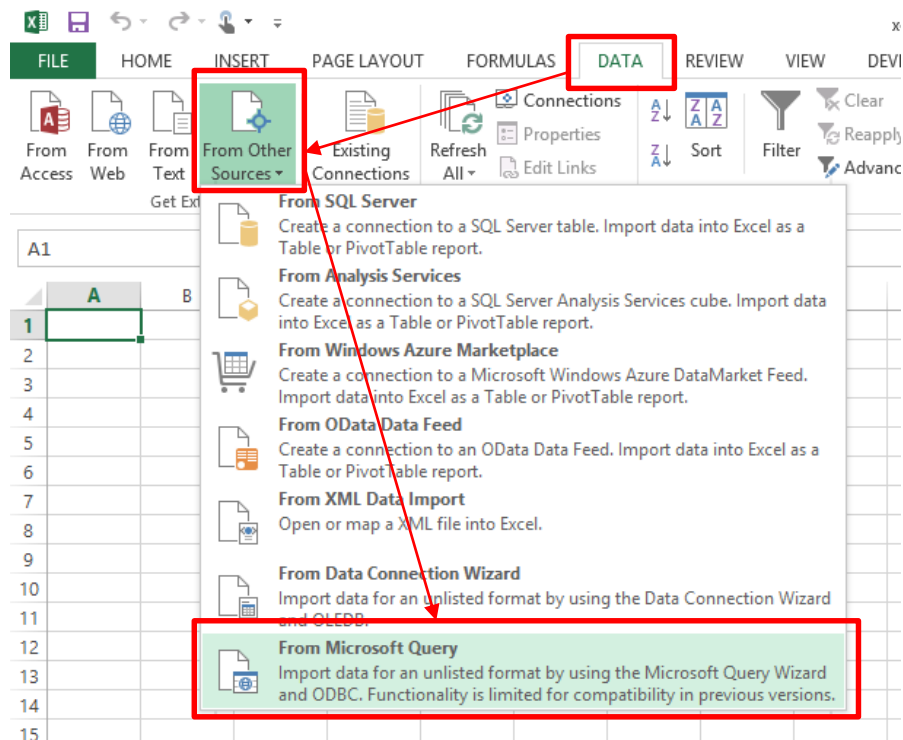 x
FILE HOME INSERT PAGE LAYOUT FORMULAS DATA REVIEW VIEW DEV
From Access
From Web
From Text
From Other Sources
Existing Connections
Refresh All
Connections
Properties
Edit Links
A Z
Z A
Z A
A Z
Sort
Filter
Clear
Reapply
Advanc
Get Ext
A1
A B
1
2
3
4
5
6
7
8
9
10
11
12
13
14
15
From SQL Server
Create a connection to a SQL Server table. Import data into Excel as a
Table or PivotTable report.
From Analysis Services
Create a connection to a SQL Server Analysis Services cube. Import data
into Excel as a Table or PivotTable report.
From Windows Azure Marketplace
Create a connection to a Microsoft Windows Azure DataMarket Feed.
Import data into Excel as a Table or PivotTable report.
From OData Data Feed
Create a connection to an OData Data Feed. Import data into Excel as a
Table or PivotTable report.
From XML Data Import
Open or map a XML file into Excel.
From Data Connection Wizard
Import data for an unlisted format by using the Data Connection Wizard
and OLEDB.
From Microsoft Query
Import data for an unlisted format by using the Microsoft Query Wizard
and ODBC. Functionality is limited for compatibility in previous versions.